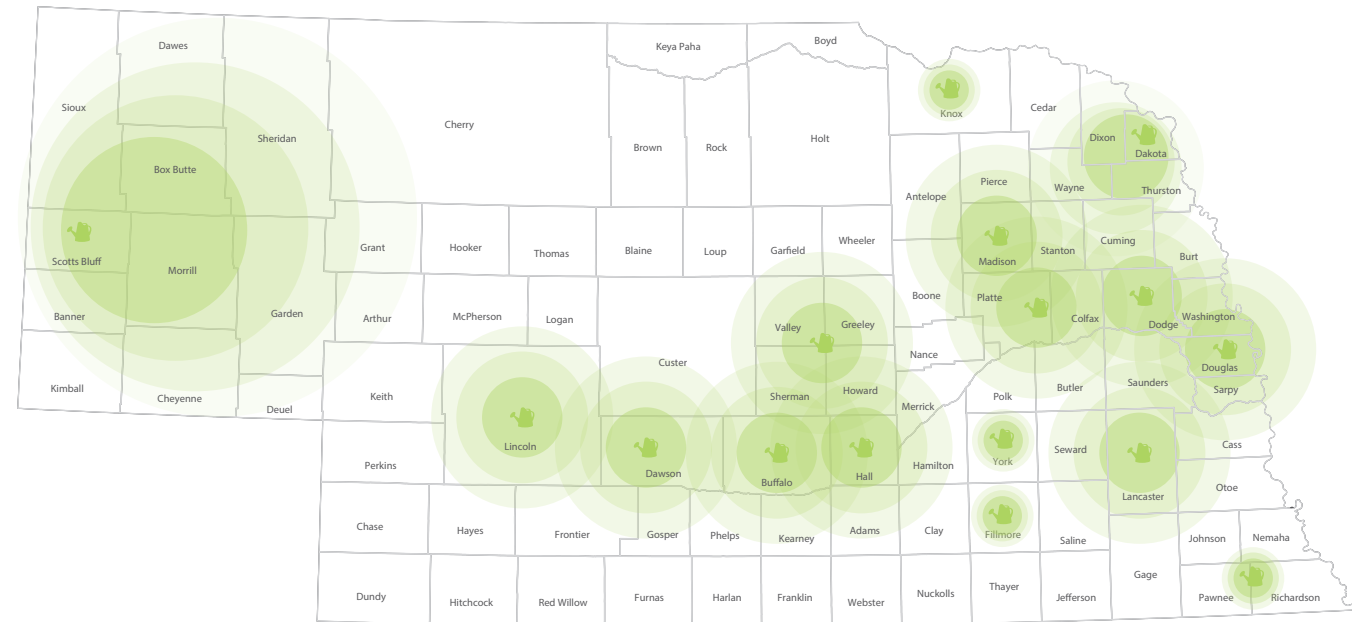 Boyd
Dawes
Keya Paha
Sioux
Cedar
Knox
Cherry
Sheridan
Dixon
Holt
Brown
Rock
Dakota
Box Butte
Pierce
Wayne
Thurston
Antelope
Wheeler
Cuming
Grant
Hooker
Thomas
Blaine
Loup
Garfield
Stanton
Burt
Scotts Bluff
Madison
Morrill
Boone
Platte
Garden
Banner
McPherson
Washington
Arthur
Logan
Colfax
Valley
Greeley
Dodge
Nance
Custer
Douglas
Kimball
Howard
Butler
Saunders
Sarpy
Cheyenne
Keith
Sherman
Polk
Deuel
Merrick
Lincoln
Cass
Seward
York
Perkins
Hamilton
Dawson
Hall
Buffalo
Otoe
Lancaster
Chase
Hayes
Frontier
Gosper
Phelps
Kearney
Adams
Clay
Fillmore
Saline
Johnson
Nemaha
Gage
Dundy
Hitchcock
Red Willow
Furnas
Harlan
Franklin
Webster
Nuckolls
Thayer
Jefferson
Pawnee
Richardson